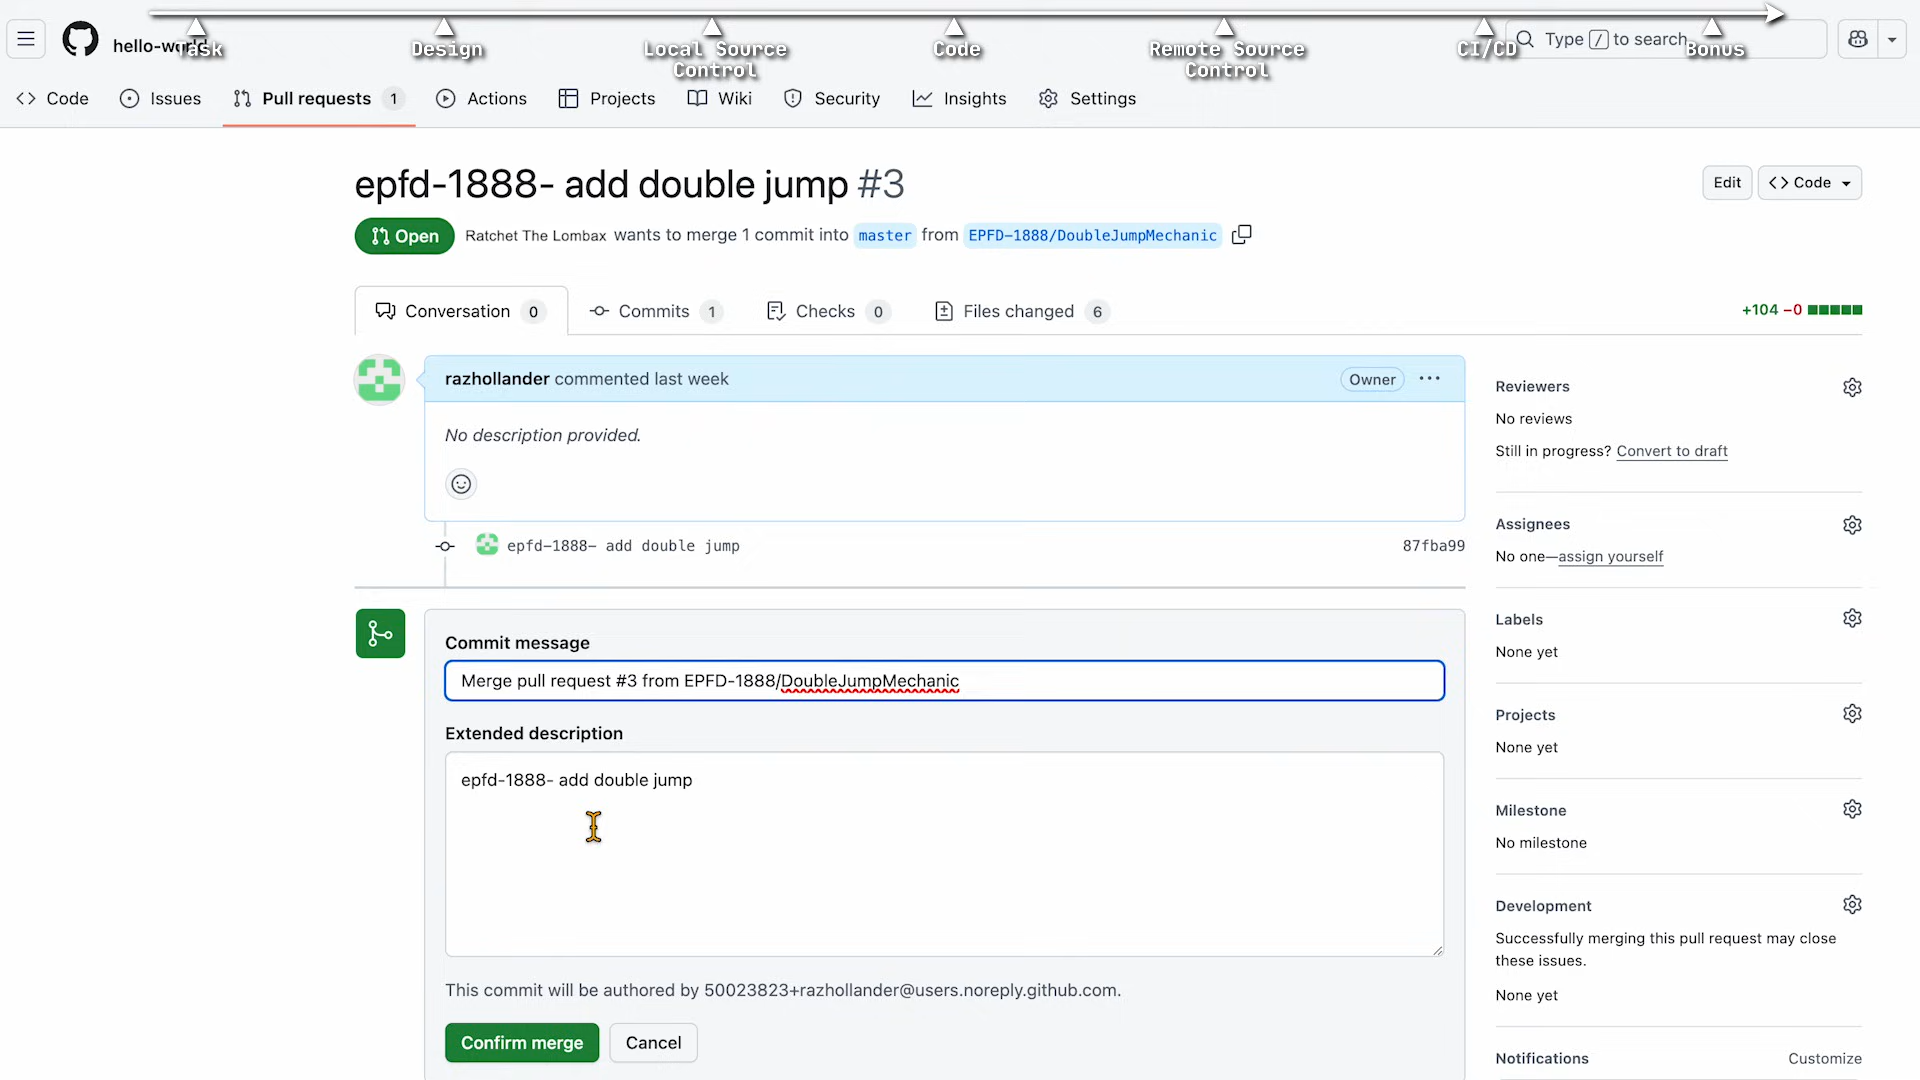 hello-world
Task
Design
Local Source
Control
Code
Remote Source
Control
CI/CD
Type / to search
Bonus
Code
Issues
Pull requests 1
Actions
Projects
Wiki
Security
Insights
Settings
epfd-1888- add double jump #3
Edit
<> Code
Open
Ratchet The Lombax wants to merge 1 commit into master from EPFD-1888/DoubleJumpMechanic
Conversation 0
Commits 1
Checks 0
Files changed 6
+104 −0
razhollander commented last week
Owner
No description provided.
epfd-1888- add double jump
87fba99
Commit message
Merge pull request #3 from EPFD-1888/DoubleJumpMechanic
Extended description
epfd-1888- add double jump
This commit will be authored by 50023823+razhollander@users.noreply.github.com.
Confirm merge
Cancel
Reviewers
No reviews
Still in progress? Convert to draft
Assignees
No one—assign yourself
Labels
None yet
Projects
None yet
Milestone
No milestone
Development
Successfully merging this pull request may close
these issues.
None yet
Notifications
Customize